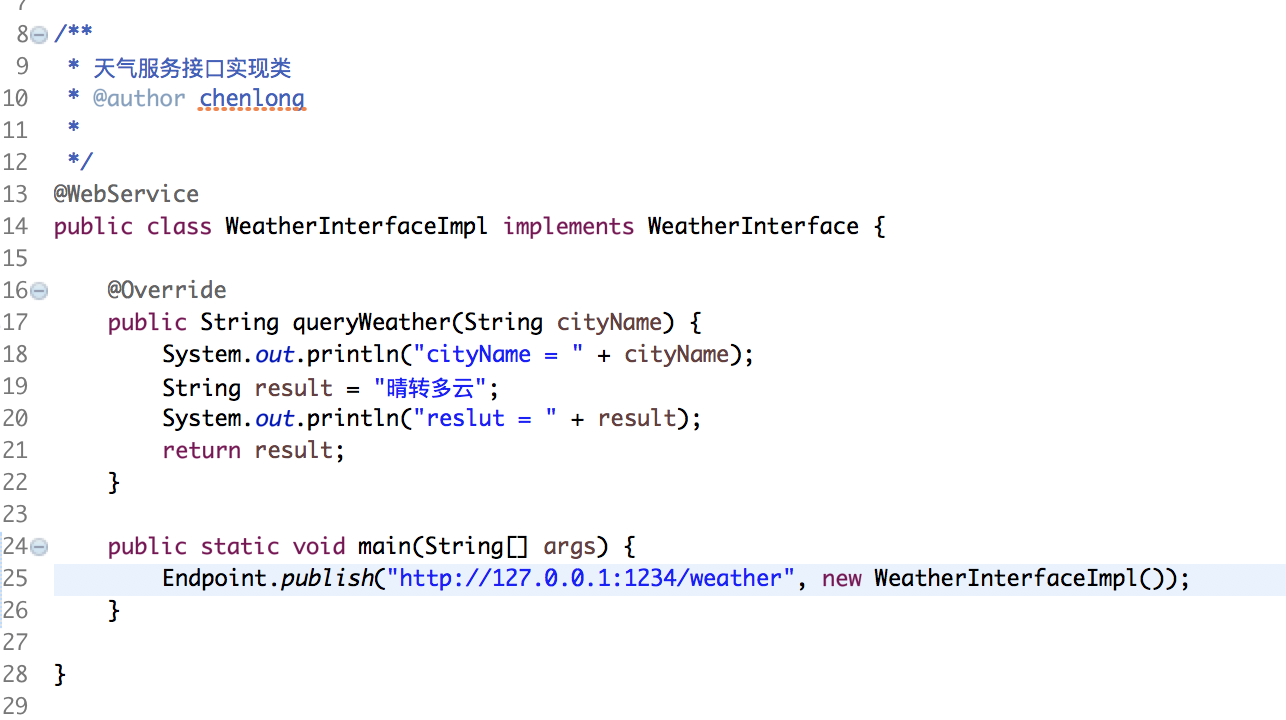 7
8 /**
9 * 天气服务接口实现类
10 * @author chenlong
11 *
12 */
13 @WebService
14 public class WeatherInterfaceImpl implements WeatherInterface {
15
16 @Override
17 public String queryWeather(String cityName) {
18 System.out.println("cityName = " + cityName);
19 String result = "晴转多云";
20 System.out.println("reslut = " + result);
21 return result;
22 }
23
24 public static void main(String[] args) {
25 Endpoint.publish("http://127.0.0.1:1234/weather", new WeatherInterfaceImpl());
26 }
27
28 }
29